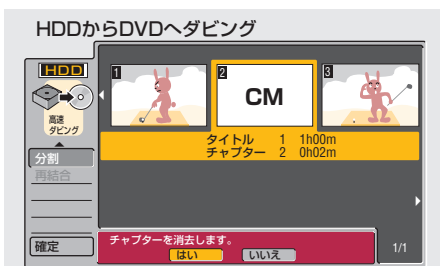 HDDからDVDへダビング
HDD
高速
ダビング
分割
再結合
確定
1
2
CM
3
タイトル 1 1h00m
チャプター 2 0h02m
チャプターを消去します。
はい いいえ
1/1